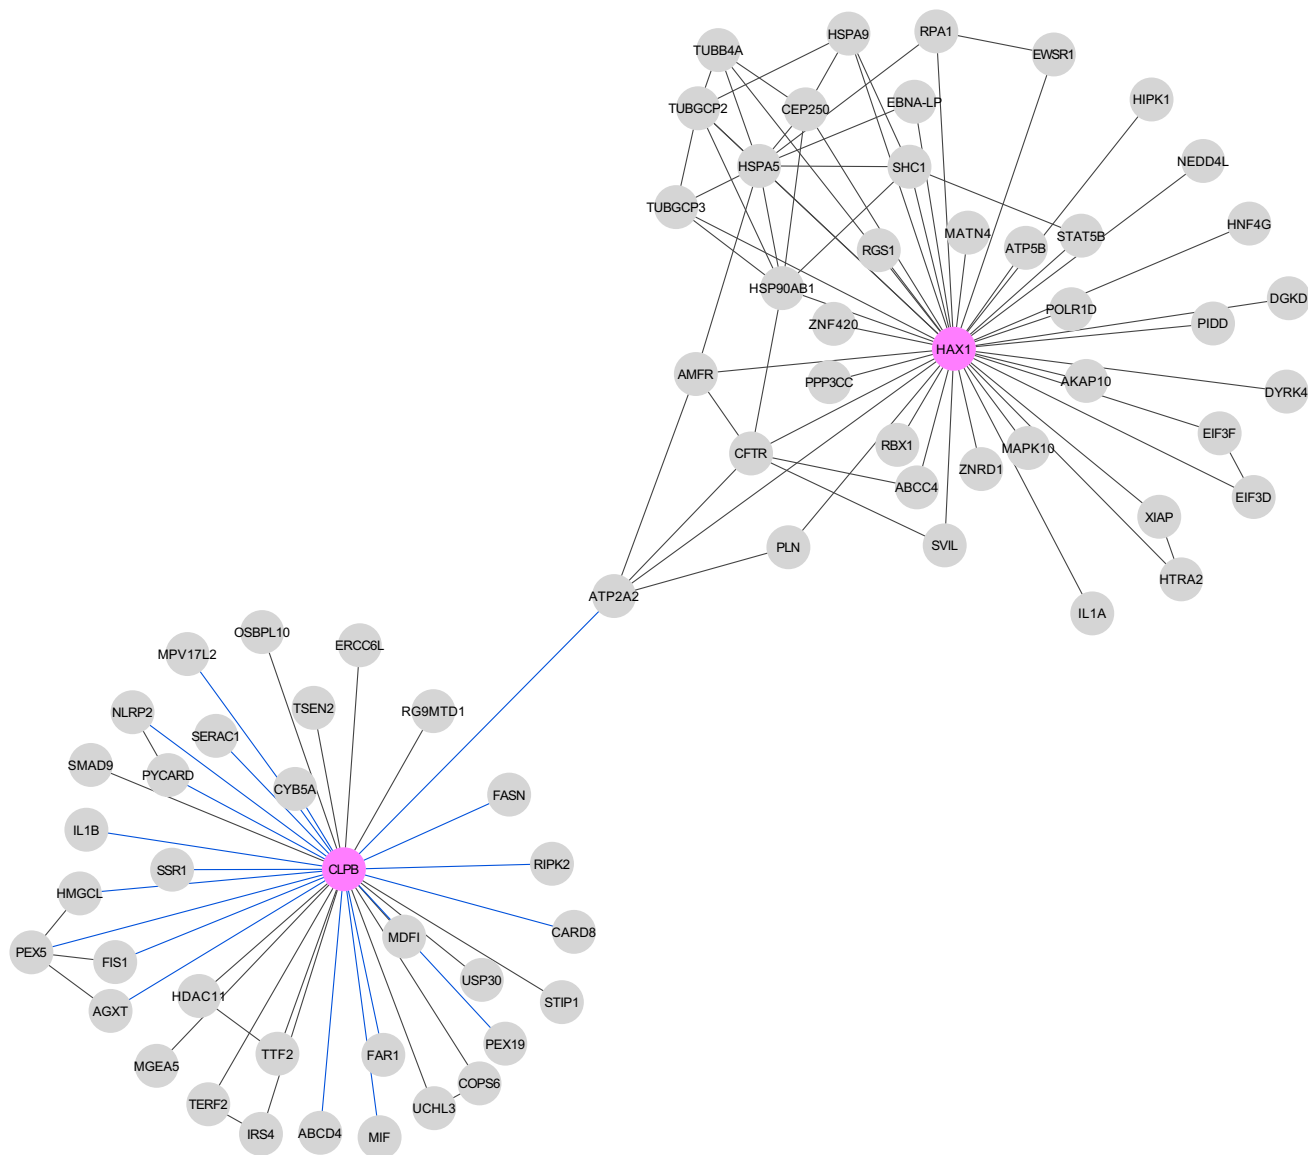 RPA1
HSPA9
TUBB4A
EWSR1
HIPK1
EBNA-LP
TUBGCP2
CEP250
NEDD4L
HSPA5
SHC1
TUBGCP3
HNF4G
MATN4
STAT5B
ATP5B
RGS1
HSP90AB1
DGKD
POLR1D
ZNF420
PIDD
HAX1
AMFR
PPP3CC
AKAP10
DYRK4
EIF3F
RBX1
MAPK10
CFTR
ZNRD1
ABCC4
EIF3D
XIAP
SVIL
PLN
HTRA2
ATP2A2
IL1A
OSBPL10
ERCC6L
MPV17L2
TSEN2
NLRP2
RG9MTD1
SERAC1
SMAD9
PYCARD
CYB5A
FASN
IL1B
RIPK2
SSR1
CLPB
HMGCL
CARD8
MDFI
PEX5
FIS1
USP30
HDAC11
STIP1
AGXT
PEX19
TTF2
FAR1
MGEA5
COPS6
TERF2
UCHL3
ABCD4
IRS4
MIF